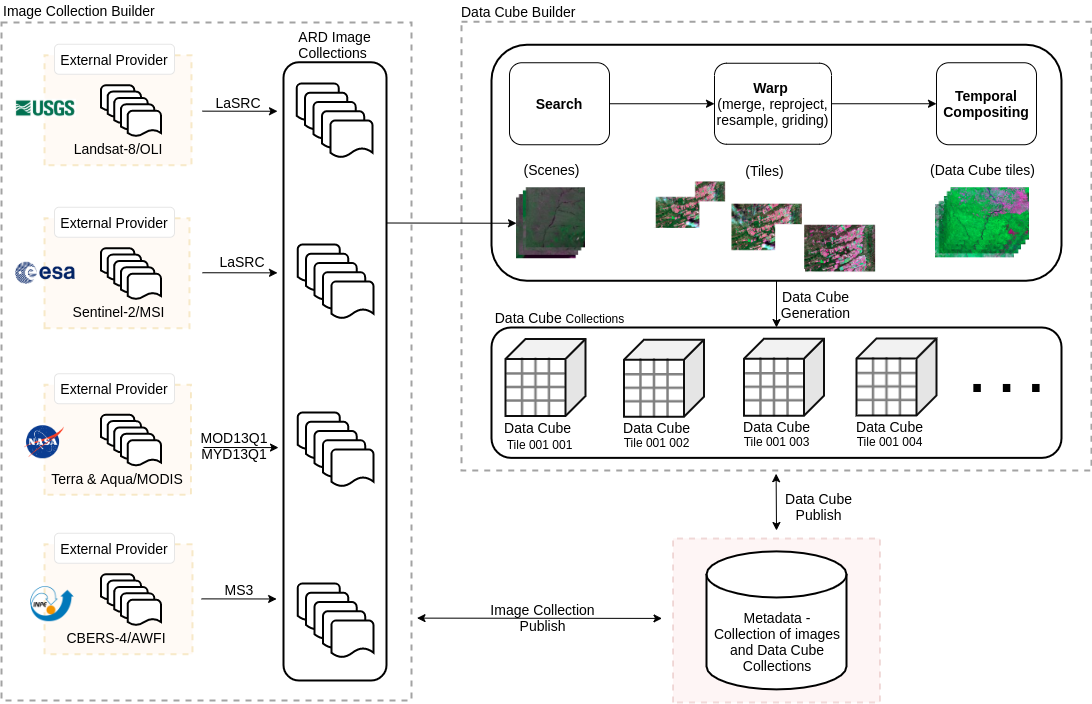 Image Collection Builder
External Provider
USGS
Landsat-8/OLI
LaSRC
External Provider
esa
Sentinel-2/MSI
LaSRC
External Provider
NASA
Terra & Aqua/MODIS
MOD13Q1
MYD13Q1
External Provider
INPE
CBERS-4/AWFI
MS3
ARD Image
Collections
Data Cube Builder
Search
Warp
(merge, reproject,
resample, griding)
Temporal
Compositing
(Scenes)
(Tiles)
(Data Cube tiles)
Data Cube
Generation
Data Cube Collections
Data Cube
Tile 001 001
Data Cube
Tile 001 002
Data Cube
Tile 001 003
Data Cube
Tile 001 004
. . .
Data Cube
Publish
Image Collection
Publish
Metadata -
Collection of images
and Data Cube
Collections